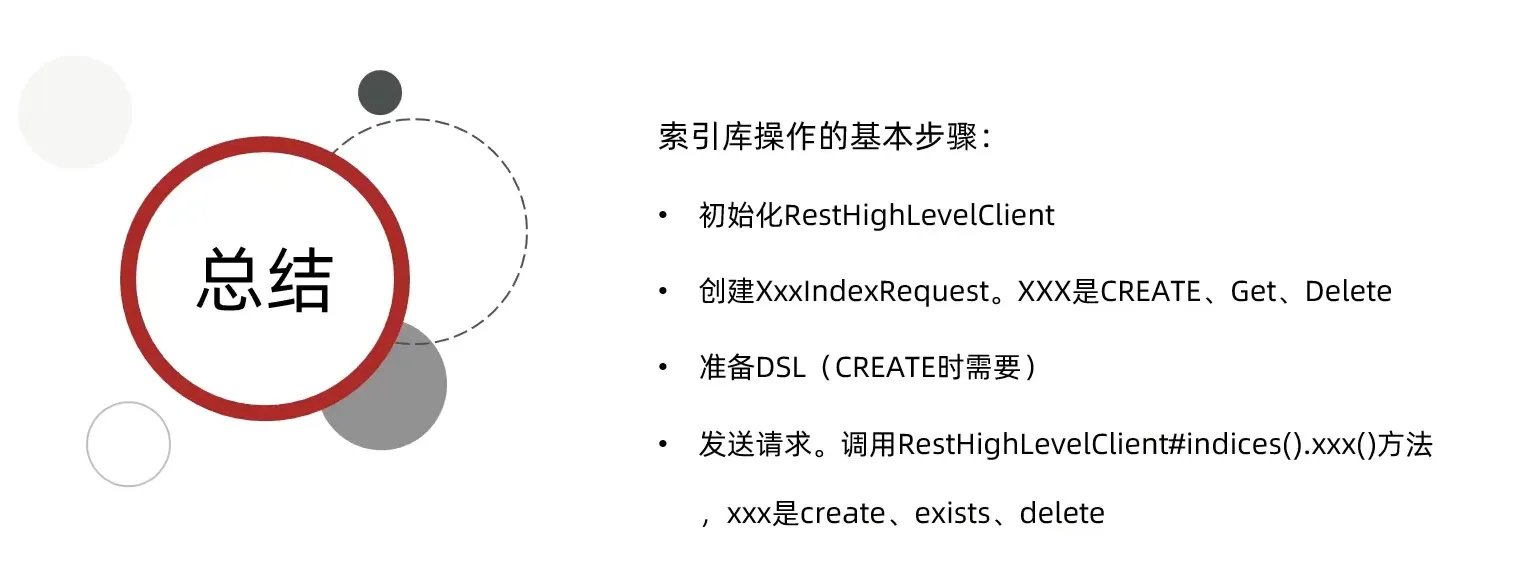 总结
索引库操作的基本步骤：
• 初始化RestHighLevelClient
• 创建XxxIndexRequest。XXX是CREATE、Get、Delete
• 准备DSL（CREATE时需要）
• 发送请求。调用RestHighLevelClient#indices().xxx()方法
，xxx是create、exists、delete